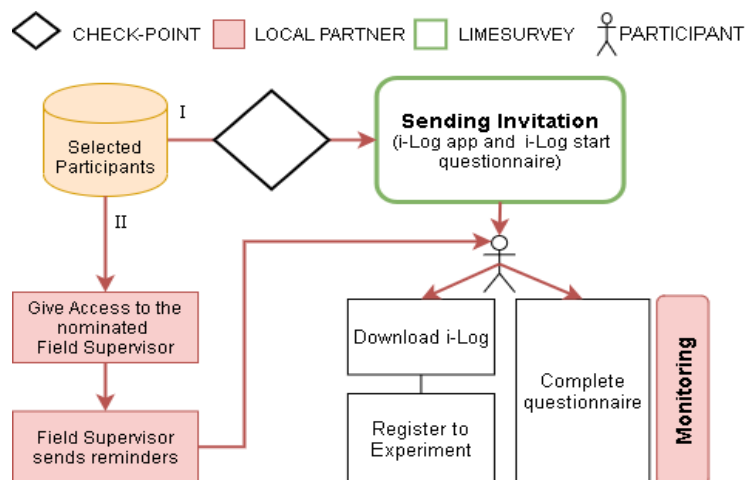 CHECK-POINT
LOCAL PARTNER
LIMESURVEY
PARTICIPANT
Selected
Participants
I
Sending Invitation
(i-Log app and i-Log start
questionnaire)
II
Give Access to the
nominated
Field Supervisor
Field Supervisor
sends reminders
Download i-Log
Register to
Experiment
Complete
questionnaire
Monitoring